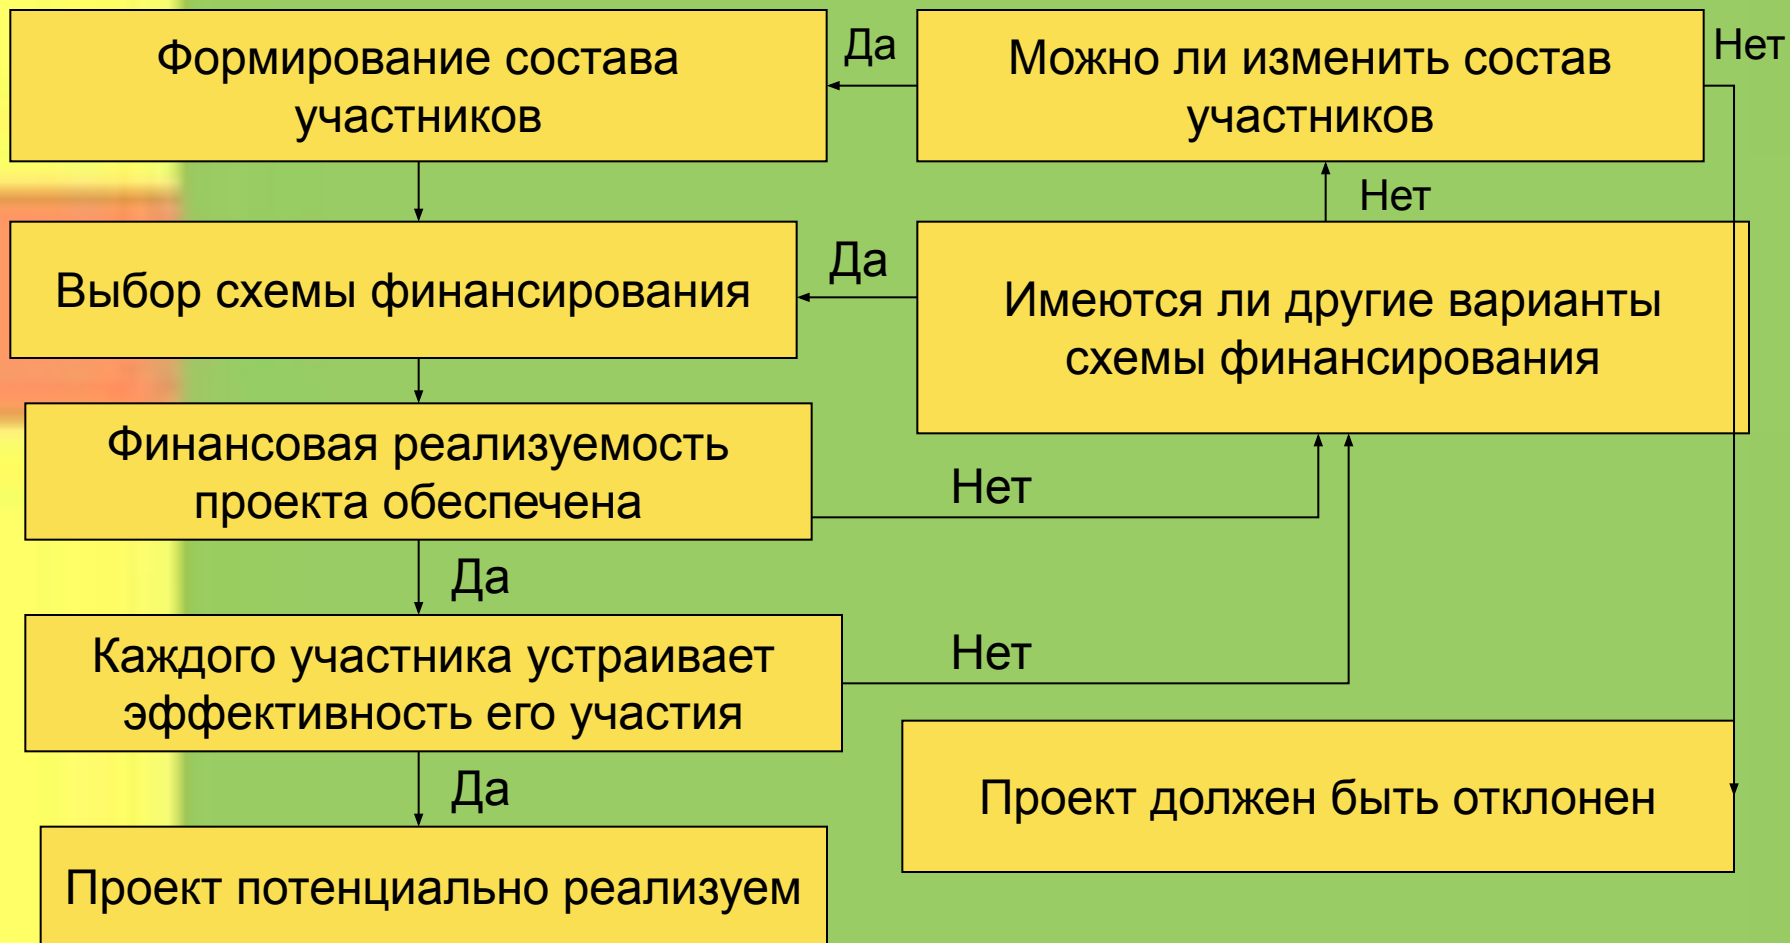 Формирование состава
участников
Да
Можно ли изменить состав
участников
Нет
Нет
Выбор схемы финансирования
Да
Имеются ли другие варианты
схемы финансирования
Финансовая реализуемость
проекта обеспечена
Нет
Да
Каждого участника устраивает
эффективность его участия
Нет
Да
Проект должен быть отклонен
Проект потенциально реализуем